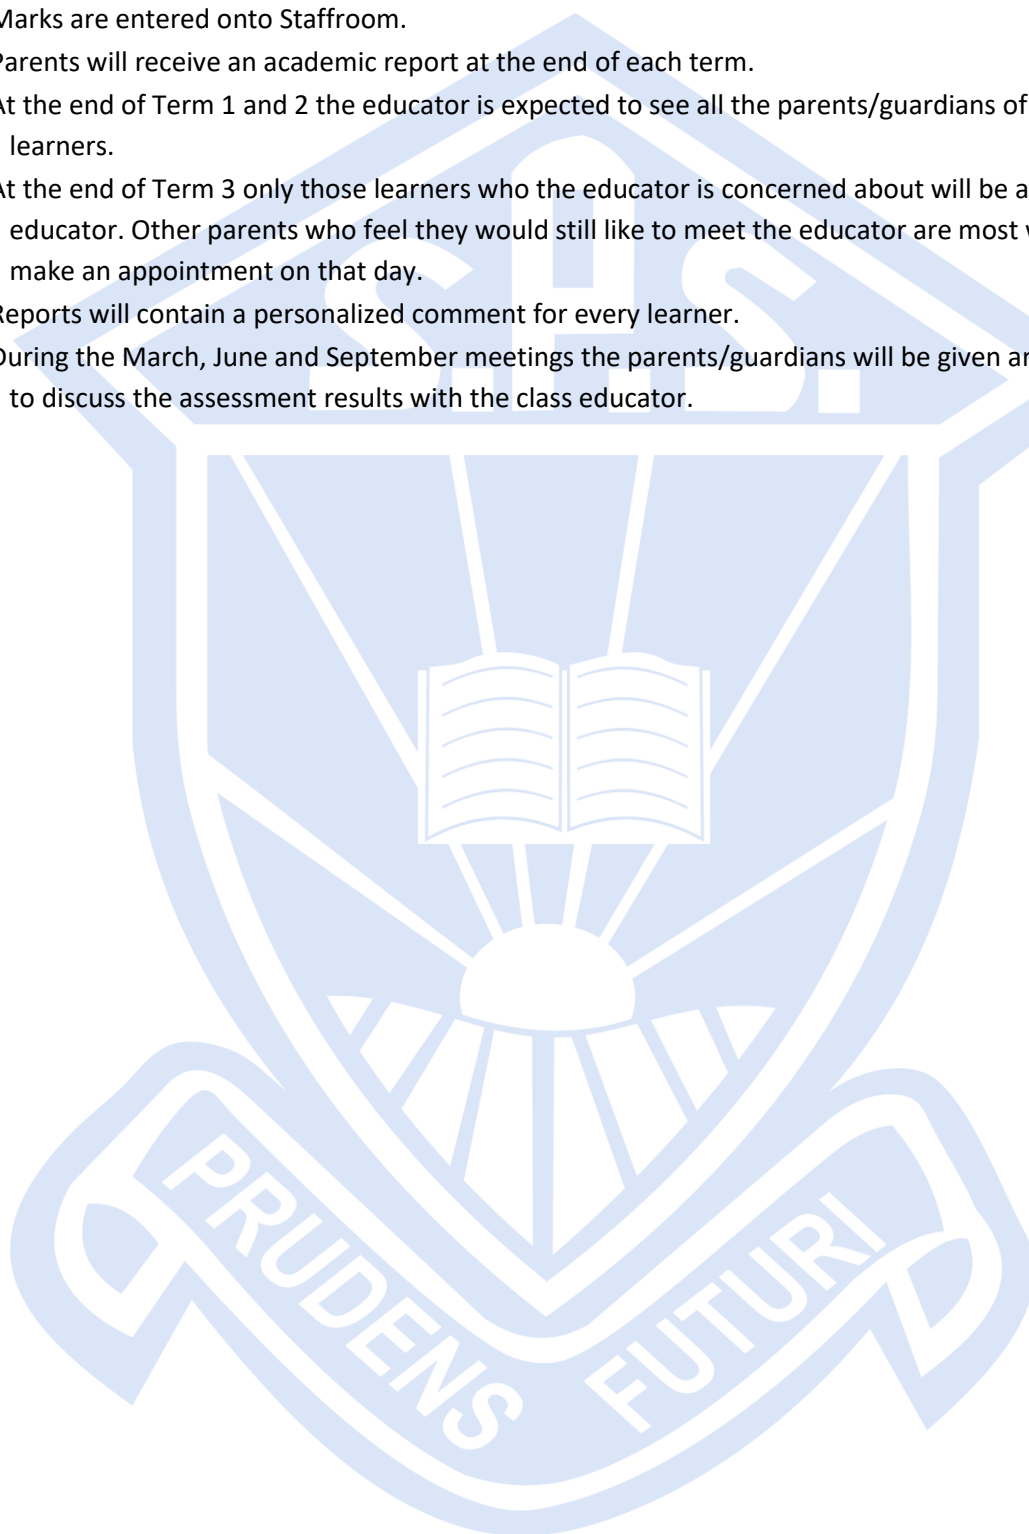 Marks are entered onto Staffroom.
Parents will receive an academic report at the end of each term.
At the end of Term 1 and 2 the educator is expected to see all the parents/guardians of
learners.
At the end of Term 3 only those learners who the educator is concerned about will be a
educator. Other parents who feel they would still like to meet the educator are most
make an appointment on that day.
Reports will contain a personalized comment for every learner.
During the March, June and September meetings the parents/guardians will be given
to discuss the assessment results with the class educator.
S.P.S.
PRUDENS FUTURI